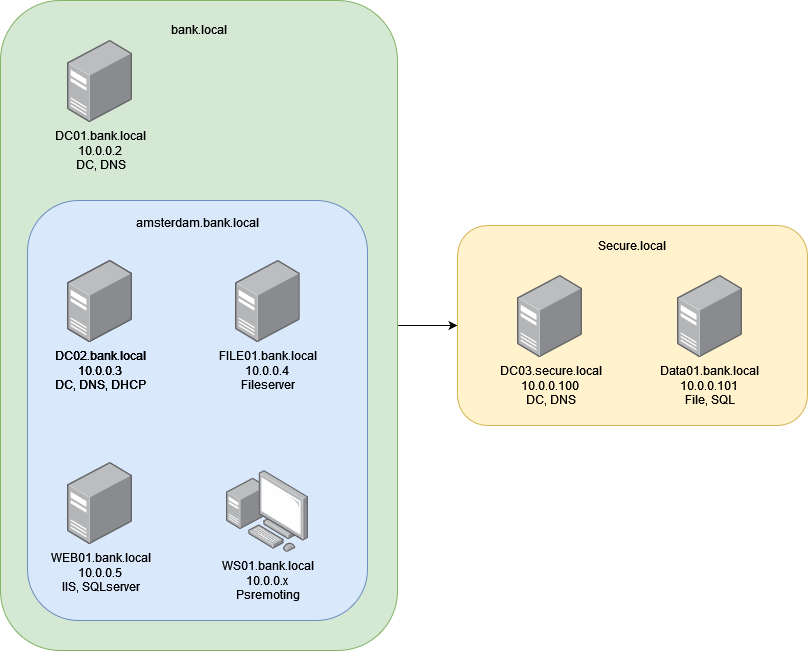 bank.local
DC01.bank.local
10.0.0.2
DC, DNS
amsterdam.bank.local
DC02.bank.local
10.0.0.3
DC, DNS, DHCP
FILE01.bank.local
10.0.0.4
Fileserver
WEB01.bank.local
10.0.0.5
IIS, SQLserver
WS01.bank.local
10.0.0.x
Psremoting
Secure.local
DC03.secure.local
10.0.0.100
DC, DNS
Data01.bank.local
10.0.0.101
File, SQL